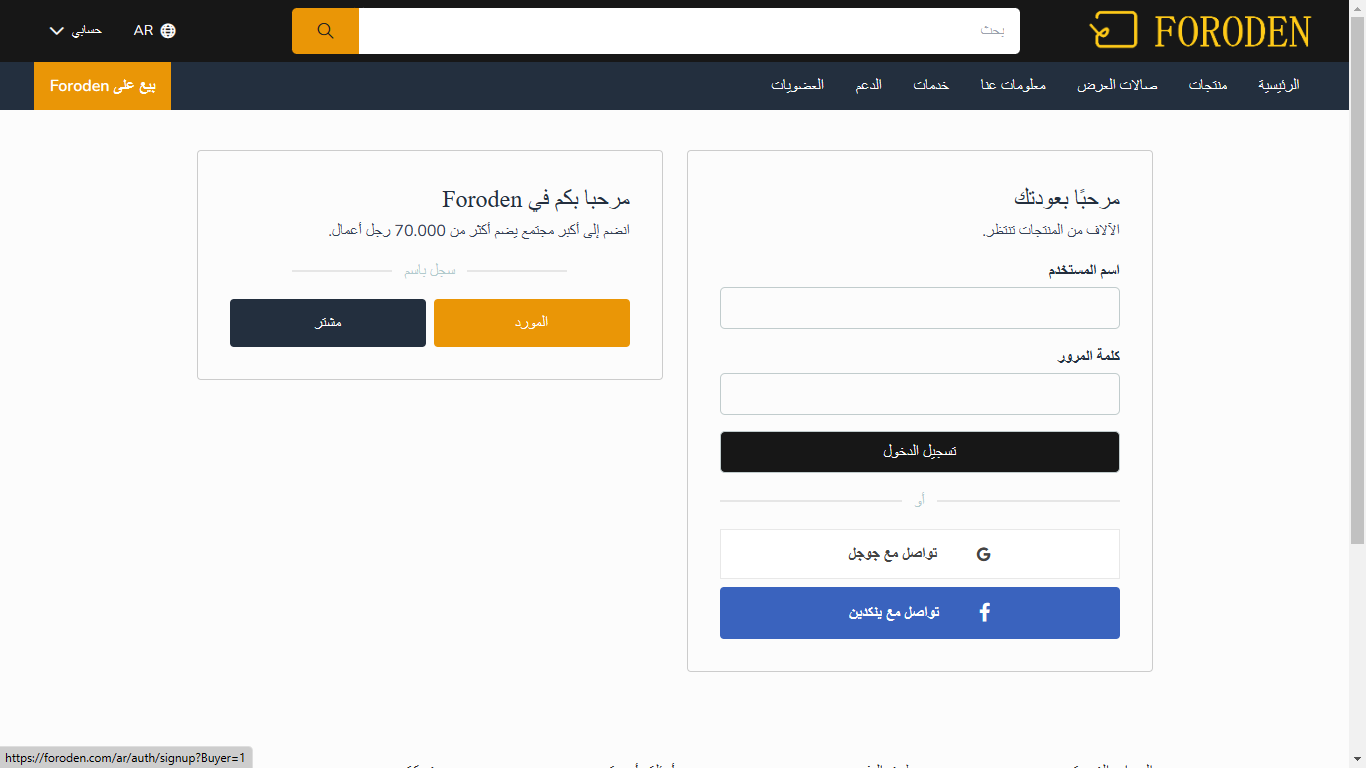 FORODEN
بحث
AR
حسابي
الرئيسية
منتجات
صالات العرض
معلومات عنا
خدمات
الدعم
العضويات
بيع على Foroden
مرحبًا بعودتك
الآلاف من المنتجات تنتظر.
اسم المستخدم
كلمة المرور
تسجيل الدخول
أو
تواصل مع جوجل
تواصل مع ينكدين
مرحبا بكم في Foroden
انضم إلى أكبر مجتمع يضم أكثر من 70.000 رجل أعمال.
سجل باسم
المورد
مشتر
https://foroden.com/ar/auth/signup?Buyer=1